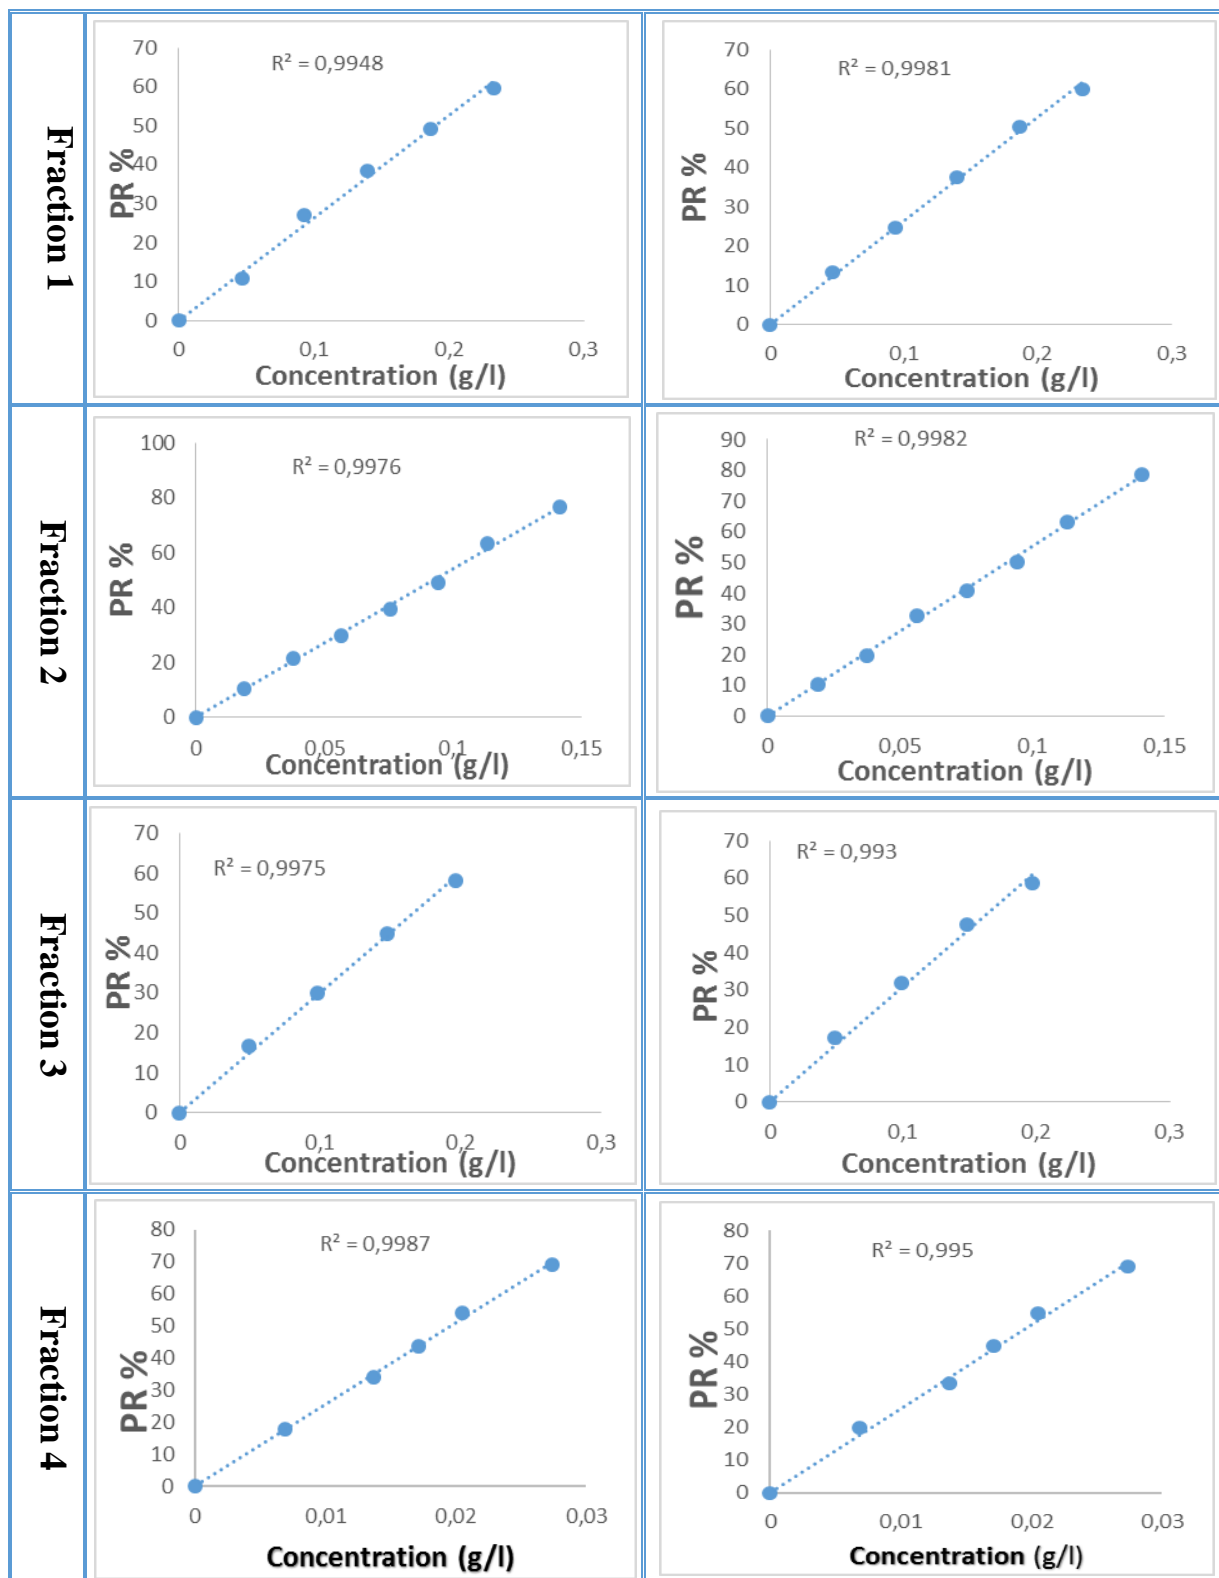 Fraction 1
R² = 0,9948
PR %
70
60
50
40
30
20
10
0
0 0,1 0,2 0,3
Concentration (g/l)
R² = 0,9981
PR %
70
60
50
40
30
20
10
0
0 0,1 0,2 0,3
Concentration (g/l)
Fraction 2
R² = 0,9976
PR %
100
80
60
40
20
0
0 0,05 0,1 0,15
Concentration (g/l)
R² = 0,9982
PR %
90
80
70
60
50
40
30
20
10
0
0 0,05 0,1 0,15
Concentration (g/l)
Fraction 3
R² = 0,9975
PR %
70
60
50
40
30
20
10
0
0 0,1 0,2 0,3
Concentration (g/l)
R² = 0,993
PR %
70
60
50
40
30
20
10
0
0 0,1 0,2 0,3
Concentration (g/l)
Fraction 4
R² = 0,9987
PR %
80
70
60
50
40
30
20
10
0
0 0,01 0,02 0,03
Concentration (g/l)
R² = 0,995
PR %
80
70
60
50
40
30
20
10
0
0 0,01 0,02 0,03
Concentration (g/l)